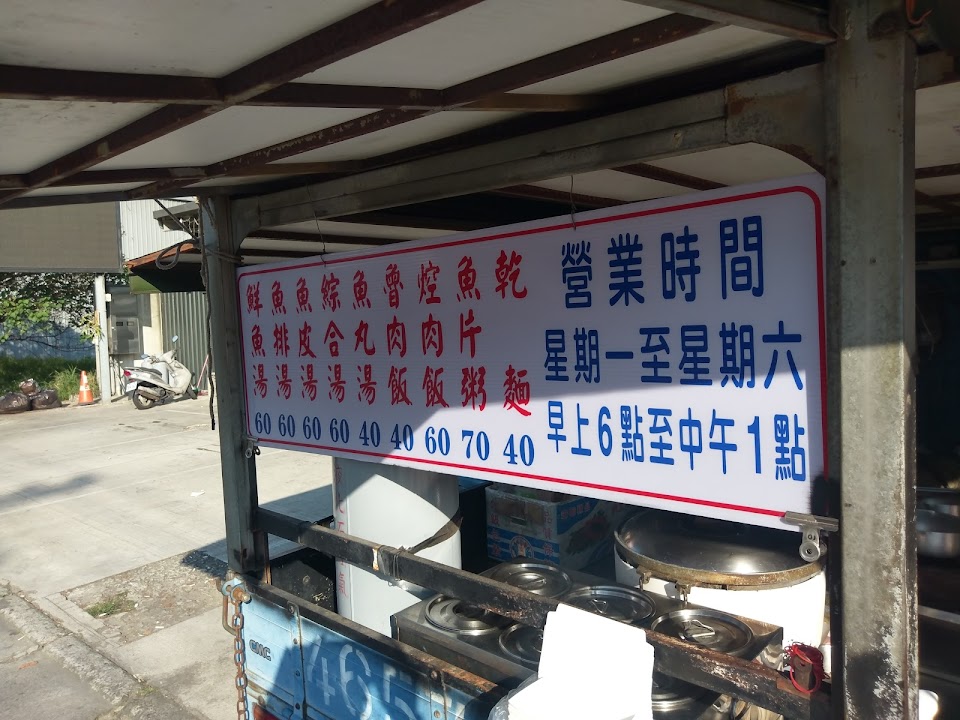 鮮魚湯 60
魚排湯 60
魚皮湯 60
綜合湯 60
魚丸湯 40
魯肉飯 40
焢肉飯 60
魚片粥 70
乾麵 40
營業時間
星期一至星期六
早上6點至中午1點
CMC